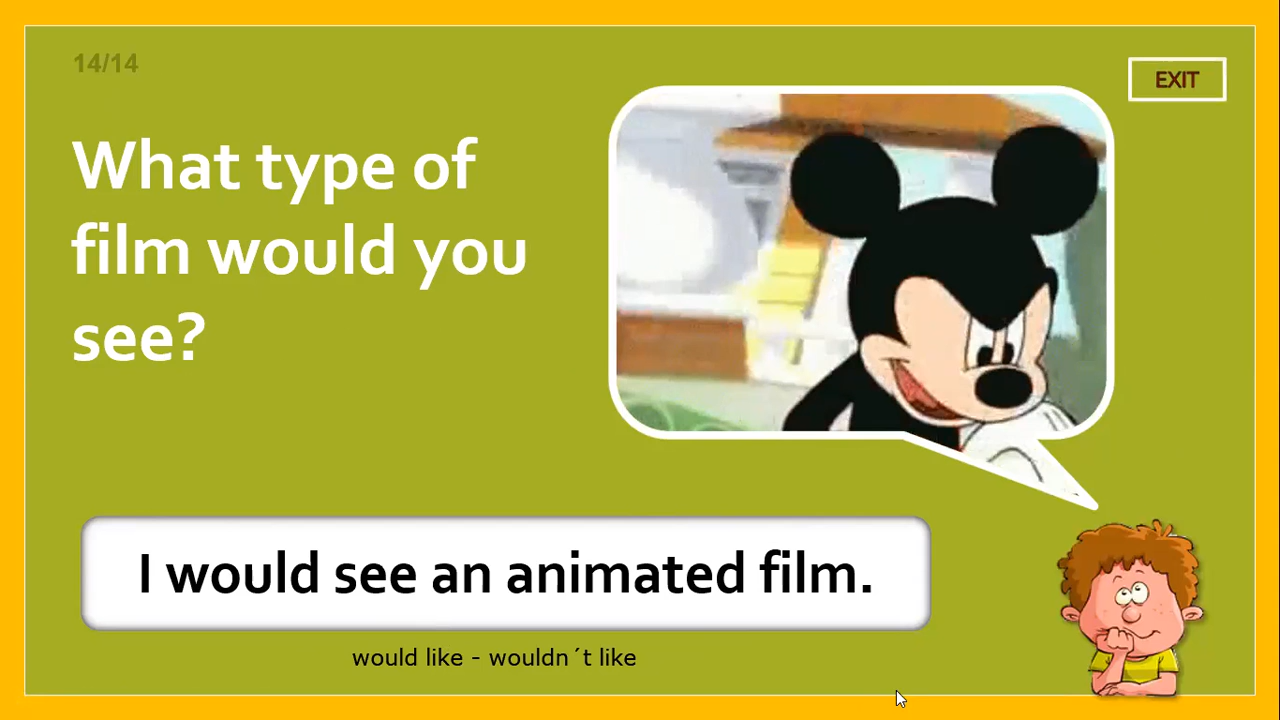 14/14
EXIT
What type of
film would you
see?
I would see an animated film.
would like - wouldn´t like